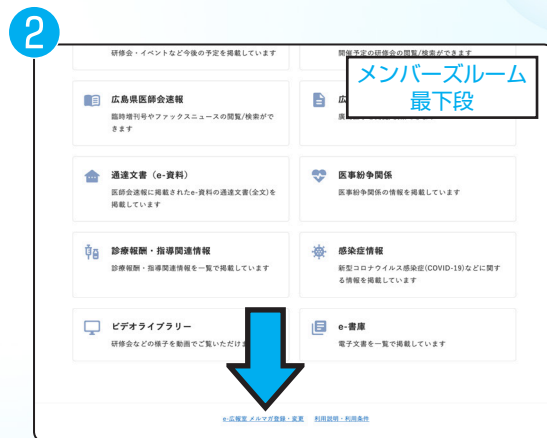 2
研修会・イベントなど今後の予定を掲載しています
開催予定の研修会の閲覧/検索ができます
メンバーズルーム
最下段
広島県医師会速報
臨時増刊号やファックスニュースの閲覧/検索がで
きます
広
通達文書（e-資料）
医師会速報に掲載されたe-資料の通達文書(全文)を
掲載しています
医事紛争関係
医事紛争関係の情報を掲載しています
診療報酬・指導関連情報
診療報酬・指導関連情報を一覧で掲載しています
感染症情報
新型コロナウイルス感染症(COVID-19)などに関す
る情報を掲載しています
ビデオライブラリー
研修会などの様子を動画でご覧いただけま
e-書庫
電子文書を一覧で掲載しています
e-広報室 メルマガ登録・変更
利用説明・利用条件